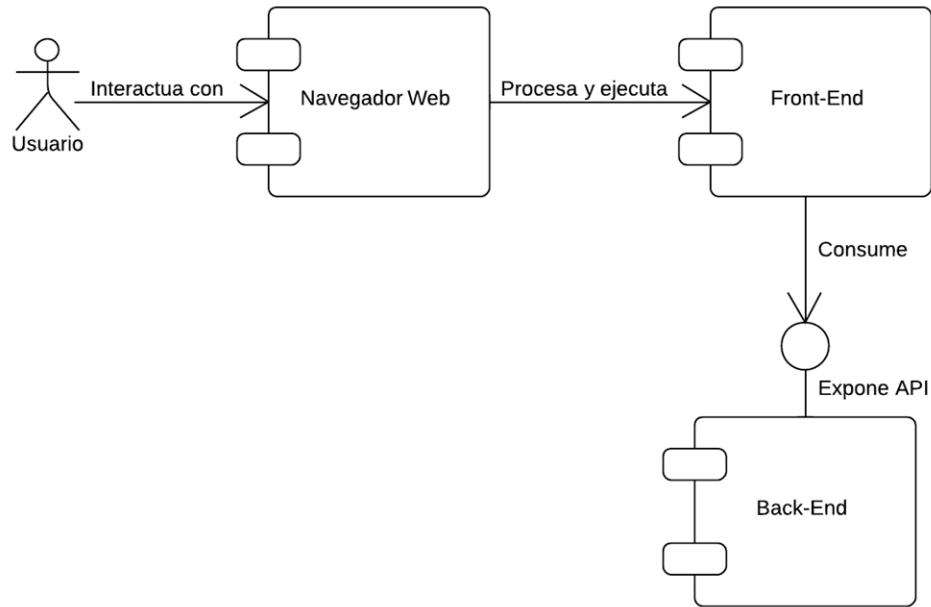 Interactua con
Navegador Web
Procesa y ejecuta
Front-End
Usuario
Consume
Expone API
Back-End